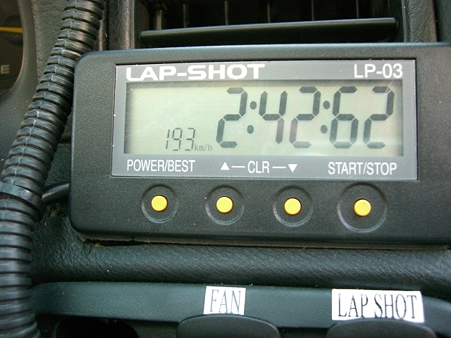 LAP-SHOT LP-03
2:42:62
193 km/h
POWER/BEST ▲—CLR—▼ START/STOP
FAN LAP SHOT